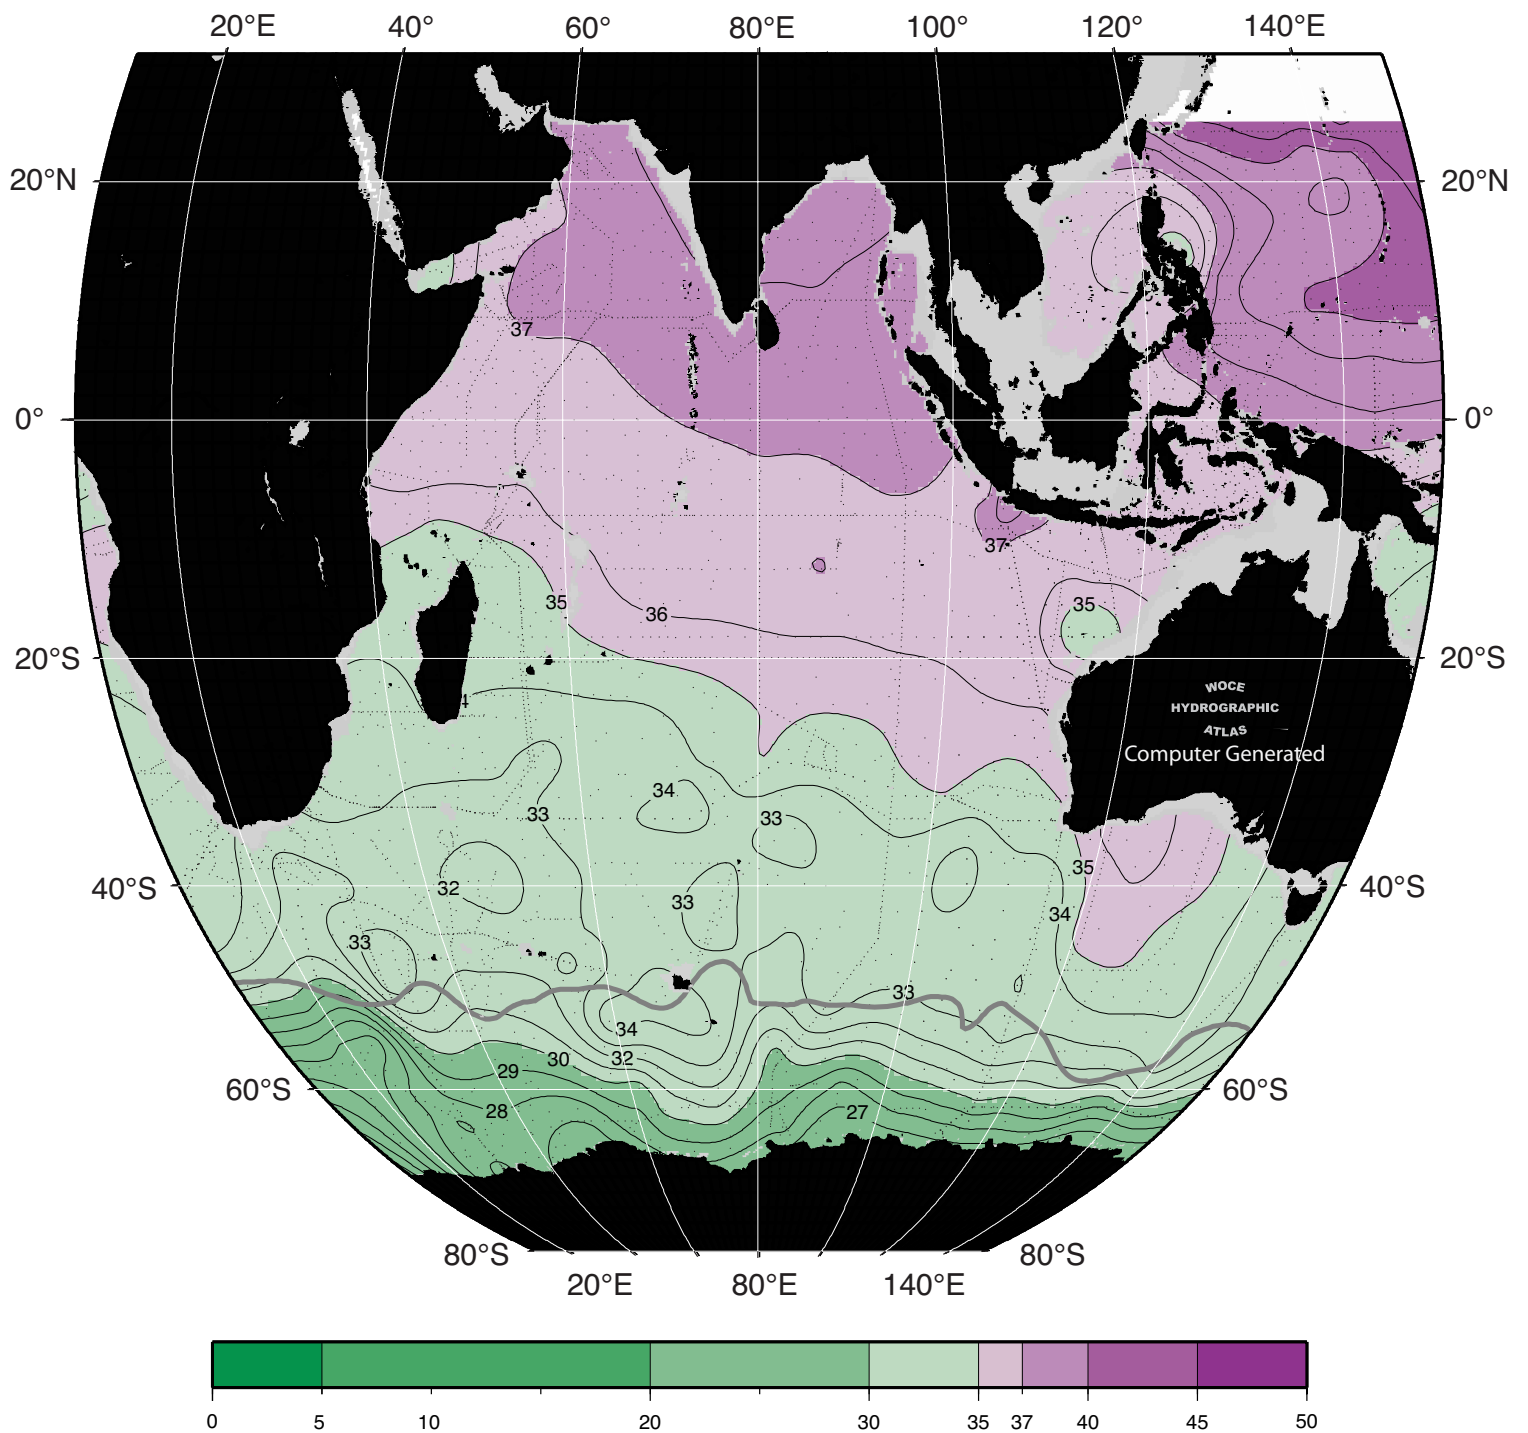 20°E 40° 60° 80°E 100° 120° 140°E
20°N 20°N
37
0° 0°
37
35 35
36
20°S 20°S
WOCE
HYDROGRAPHIC
ATLAS
Computer Generated
4
34
33 33
35
32
40°S 40°S
33
34
33
33
34
30 32
29
60°S 60°S
28 27
80°S 80°S
20°E 80°E 140°E
0 5 10 20 30 35 37 40 45 50